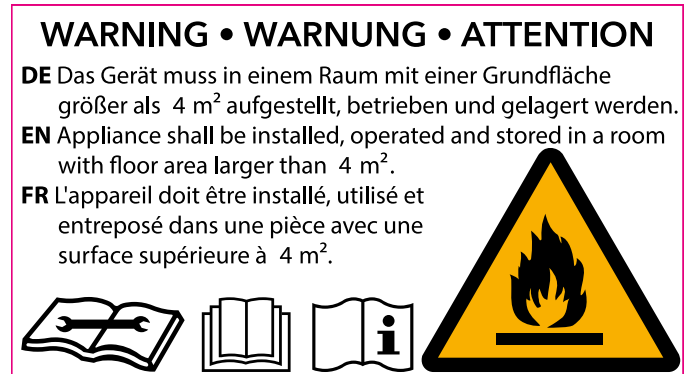 WARNING • WARNUNG • ATTENTION
DE Das Gerät muss in einem Raum mit einer Grundfläche
größer als 4 m² aufgestellt, betrieben und gelagert werden.
EN Appliance shall be installed, operated and stored in a room
with floor area larger than 4 m².
FR L'appareil doit être installé, utilisé et
entreposé dans une pièce avec une
surface supérieure à 4 m².
i